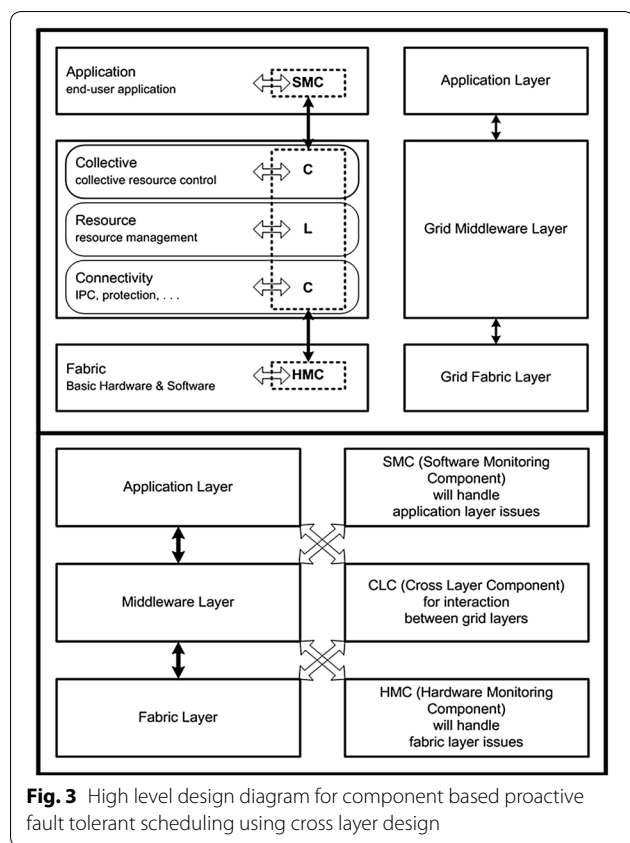 Application
end-user application
SMC
Application Layer
Collective
collective resource control
C
Resource
resource management
L
Connectivity
IPC, protection, . . .
C
Grid Middleware Layer
Fabric
Basic Hardware & Software
HMC
Grid Fabric Layer
Application Layer
SMC (Software Monitoring
Component)
will handle
application layer issues
Middleware Layer
CLC (Cross Layer Component)
for interaction
between grid layers
Fabric Layer
HMC (Hardware Monitoring
Component)
will handle
fabric layer issues
Fig. 3 High level design diagram for component based proactive
fault tolerant scheduling using cross layer design